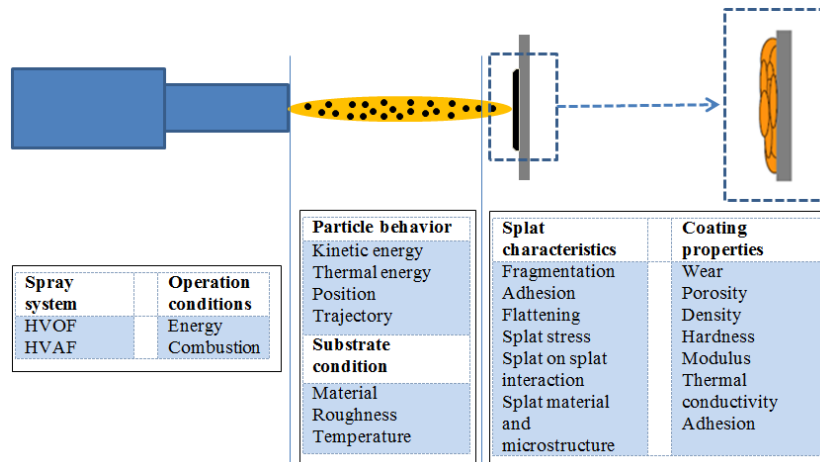 Spray system
Operation conditions
HVOF
Energy
HVAF
Combustion
Particle behavior
Kinetic energy
Thermal energy
Position
Trajectory
Substrate condition
Material
Roughness
Temperature
Splat characteristics
Fragmentation
Adhesion
Flattening
Splat stress
Splat on splat
interaction
Splat material
and
microstructure
Coating properties
Wear
Porosity
Density
Hardness
Modulus
Thermal
conductivity
Adhesion